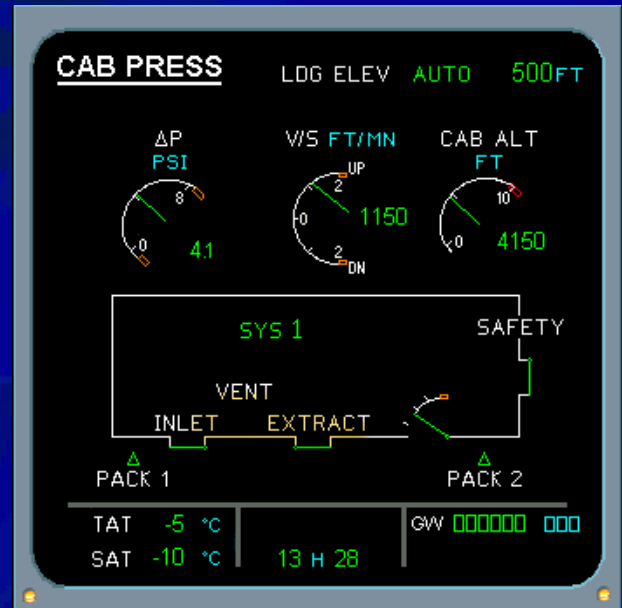 CAB PRESS LDG ELEV AUTO 500FT
ΔP V/S FT/MN CAB ALT
PSI UP FT
8 2 10
0 1150
0 4.1 2 0 4150
DN
SYS 1 SAFETY
VENT
INLET EXTRACT
PACK 1 PACK 2
TAT -5 °C GW
SAT -10 °C 13 H 28